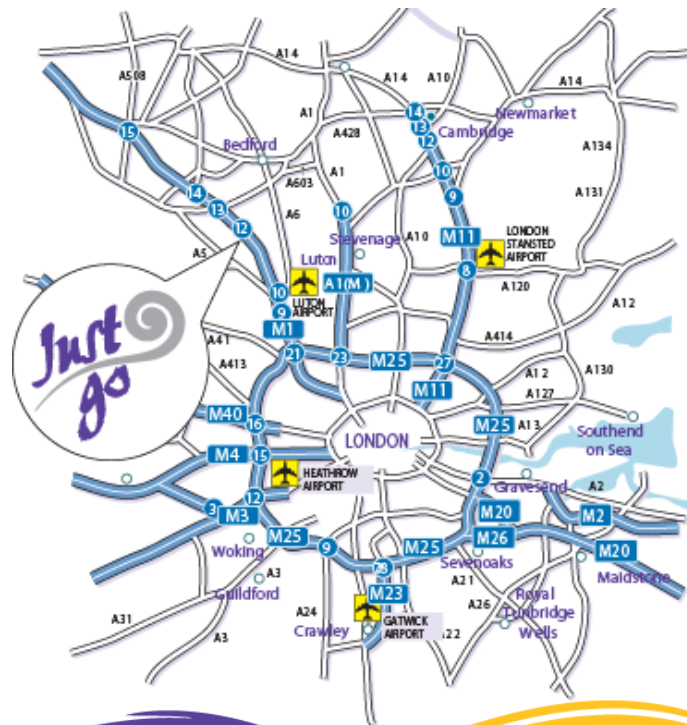 A14
A508
A14
A10
A14
Newmarket
15
A1
14
13
Cambridge
A428
12
Bedford
A134
A1
10
A603
14
9
A131
13
A6
10
12
M11
LONDON
STANSTED
AIRPORT
A10
Stevenage
A5
Luton
8
A1(M)
A120
10
LUTON
AIRPORT
A12
9
M1
A414
Just
go
A41
21
23
M25
27
A413
A12
A130
M11
A127
M40
16
M25
A13
Southend
on Sea
LONDON
M4
15
HEATHROW
AIRPORT
2
Gravesend
A2
12
3
M3
M20
M2
M25
9
M25
M26
Woking
M20
Sevenoaks
A3
M23
A21
Maidstone
Guildford
Royal
Tunbridge
Wells
A24
A26
A31
Crawley
GATWICK
AIRPORT
A22
A3